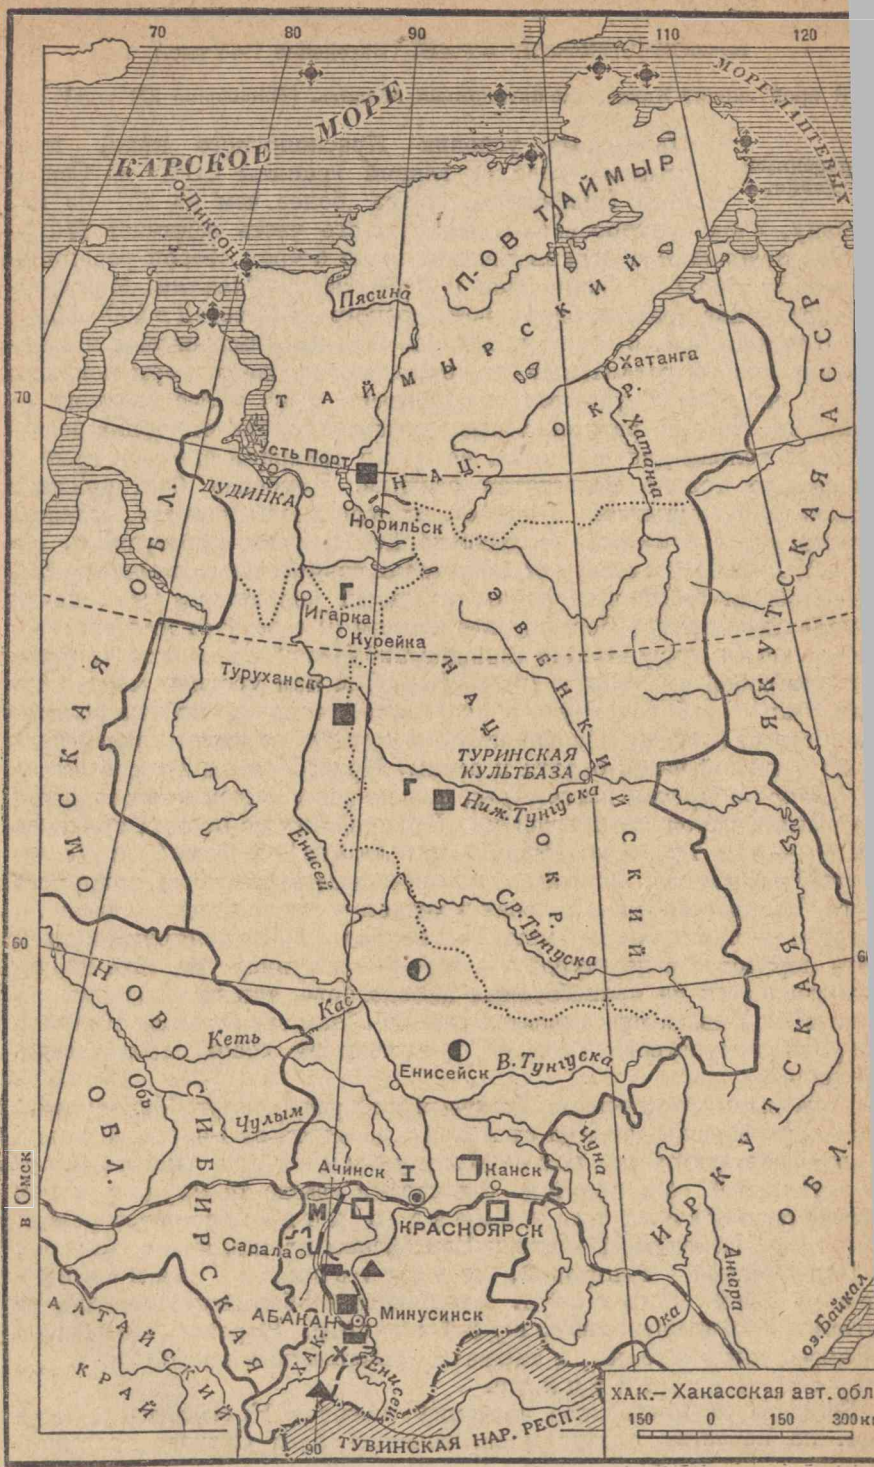 70
80
90
110
120
КАРСКОЕ МОРЕ
МОРЕ ЛАПТЕВЫХ
о. Диксон
П-ОВ ТАЙМЫР
Пясина
ТАЙМЫРСКИЙ
Хатанга
НАЦ. ОКР.
Хатанга
70
Усть Порт
ДУДИНКА
Норильск
ОБЛ.
ЯКУТСКАЯ АССР
Г
Игарка
Курейка
ЭВЕНКИЙСКИЙ
НАЦ.
ОКР.
Туруханск
ТУРИНСКАЯ
КУЛЬТБАЗА
Г
Ниж. Тунгуска
ОМСКАЯ
Енисей
Ср. Тунгуска
60
60
НОВОСИБИРСКАЯ
ОБЛ.
Кас
Кеть
Обь
Енисейск
В. Тунгуска
ИРКУТСКАЯ
ОБЛ.
Чулым
Чуна
Ачинск
I
Канск
в Омск
М
КРАСНОЯРСК
Сарала
Ангара
АБАКАН
Минусинск
Ока
оз. Байкал
АЛТАЙСКИЙ
КРАЙ
ХАК.
Х
Енисей
ТУВИНСКАЯ НАР. РЕСП.
90
ХАК.— Хакасская авт. обл
150 0 150 300 к